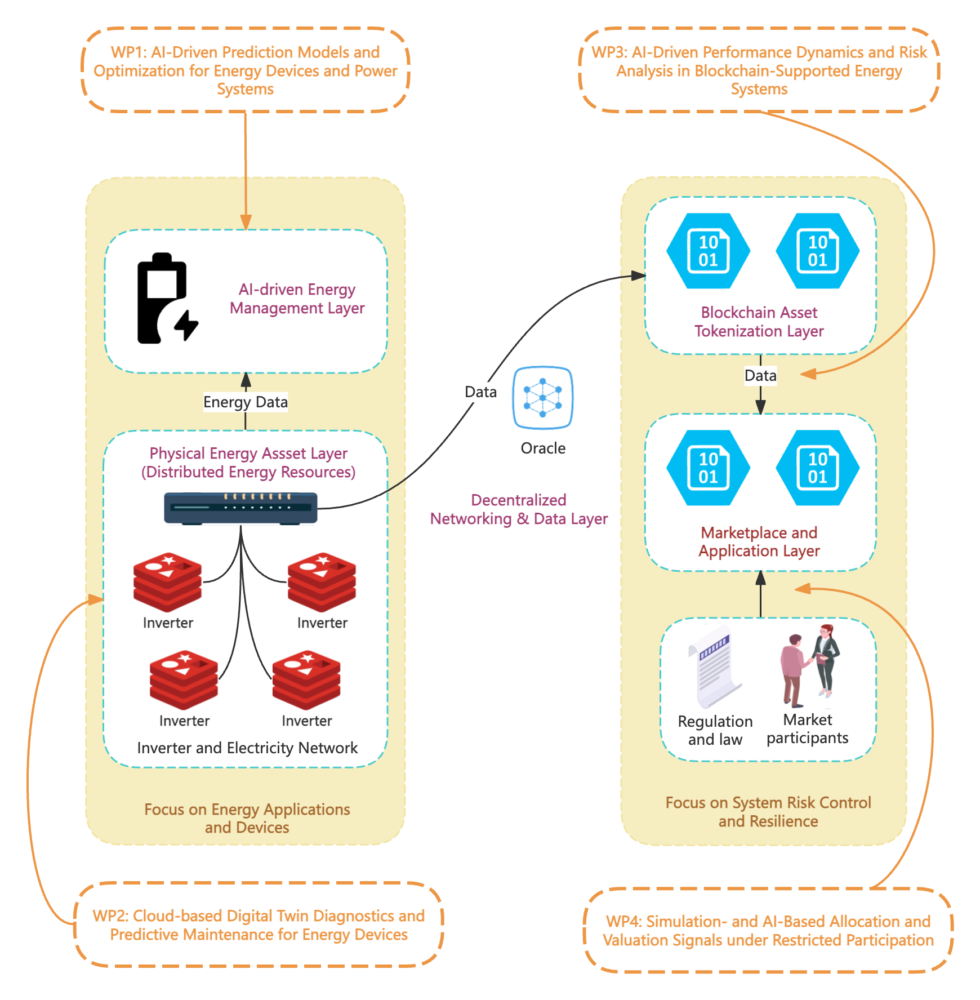 WP1: AI-Driven Prediction Models and
Optimization for Energy Devices and Power
Systems
WP3: AI-Driven Performance Dynamics and Risk
Analysis in Blockchain-Supported Energy
Systems
AI-driven Energy
Management Layer
Energy Data
Physical Energy Assset Layer
(Distributed Energy Resources)
Inverter
Inverter
Inverter
Inverter
Inverter and Electricity Network
Focus on Energy Applications
and Devices
Data
Oracle
Decentralized
Networking & Data Layer
10
01
10
01
Blockchain Asset
Tokenization Layer
Data
10
01
10
01
Marketplace and
Application Layer
Regulation
and law
Market
participants
Focus on System Risk Control
and Resilience
WP2: Cloud-based Digital Twin Diagnostics and
Predictive Maintenance for Energy Devices
WP4: Simulation- and AI-Based Allocation and
Valuation Signals under Restricted Participation